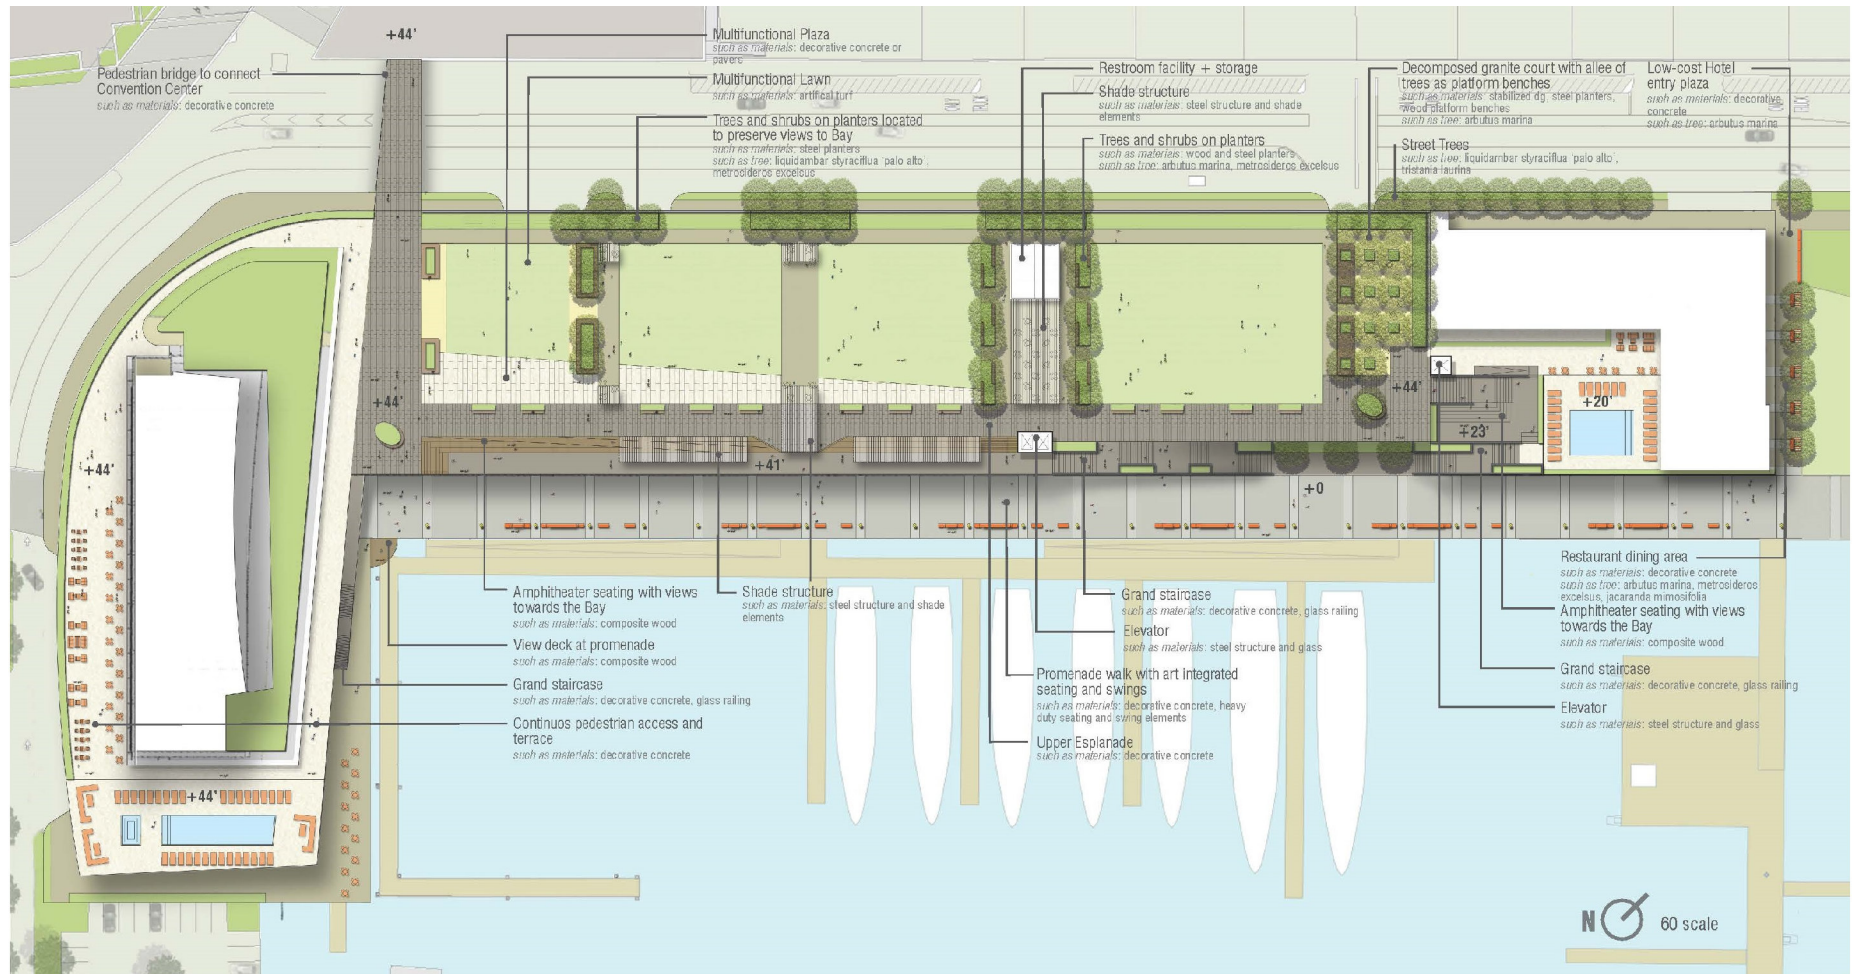 +44'
Pedestrian bridge to connect
Convention Center
such as materials: decorative concrete
Multifunctional Plaza
such as materials: decorative concrete or
pavers
Multifunctional Lawn
such as materials: artifical turf
Trees and shrubs on planters located
to preserve views to Bay
such as materials: steel planters
such as tree: liquidambar styraciflua 'palo alto',
metrosideros excelsus
Restroom facility + storage
Shade structure
such as materials: steel structure and shade
elements
Trees and shrubs on planters
such as materials: wood and steel planters
such as tree: arbutus marina, metrosideros excelsus
Decomposed granite court with allee of
trees as platform benches
such as materials: stabilized dg, steel planters,
wood platform benches
such as tree: arbutus marina
Street Trees
such as tree: liquidambar styraciflua 'palo alto',
tristania laurina
Low-cost Hotel
entry plaza
such as materials: decorative
concrete
such as tree: arbutus marina
+44'
+44'
+44'
+20'
+23'
+41'
+0
+44'
Amphitheater seating with views
towards the Bay
such as materials: composite wood
View deck at promenade
such as materials: composite wood
Grand staircase
such as materials: decorative concrete, glass railing
Continuos pedestrian access and
terrace
such as materials: decorative concrete
Shade structure
such as materials: steel structure and shade
elements
Grand staircase
such as materials: decorative concrete, glass railing
Elevator
such as materials: steel structure and glass
Promenade walk with art integrated
seating and swings
such as materials: decorative concrete, heavy
duty seating and swing elements
Upper Esplanade
such as materials: decorative concrete
Restaurant dining area
such as materials: decorative concrete
such as tree: arbutus marina, metrosideros
excelsus, jacaranda mimosifolia
Amphitheater seating with views
towards the Bay
such as materials: composite wood
Grand staircase
such as materials: decorative concrete, glass railing
Elevator
such as materials: steel structure and glass
N
60 scale